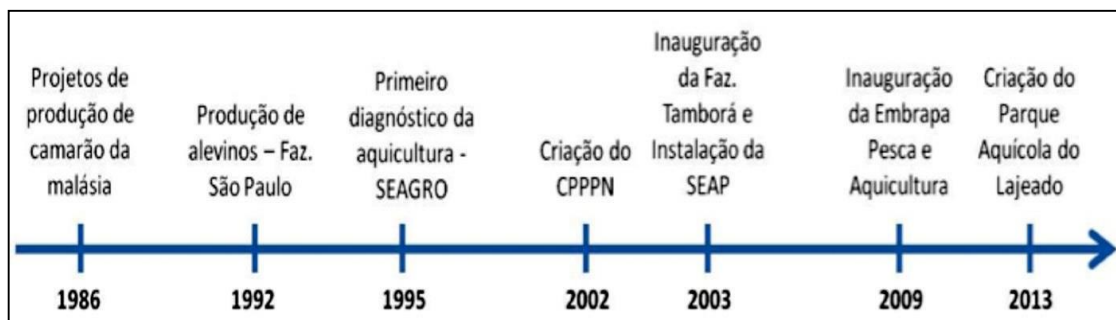 Projetos de
produção de
camarão da
malásia
1986
Produção de
alevinos – Faz.
São Paulo
1992
Primeiro
diagnóstico da
aquicultura -
SEAGRO
1995
Criação do
CPPPN
2002
Inauguração
da Faz.
Tamborá e
Instalação da
SEAP
2003
Inauguração
da Embrapa
Pesca e
Aquicultura
2009
Criação do
Parque
Aquícola do
Lajeado
2013